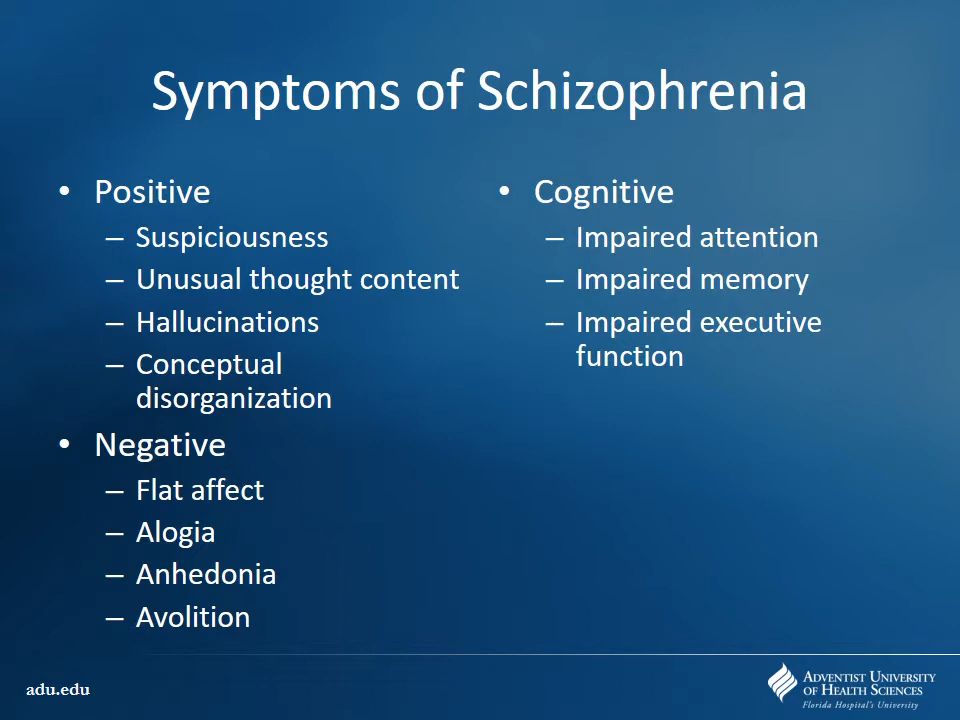 Symptoms of Schizophrenia
• Positive
– Suspiciousness
– Unusual thought content
– Hallucinations
– Conceptual
disorganization
• Negative
– Flat affect
– Alogia
– Anhedonia
– Avolition
• Cognitive
– Impaired attention
– Impaired memory
– Impaired executive
function
adu.edu
ADVENTIST UNIVERSITY
OF HEALTH SCIENCES
Florida Hospital's University